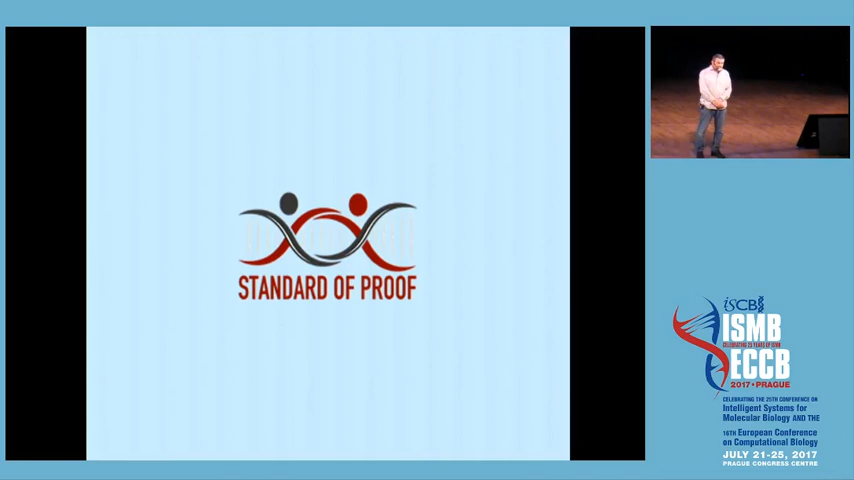 STANDARD OF PROOF
iSCB
ISMB
CELEBRATING 25 YEARS OF ISMB
ECCB
2017 • PRAGUE
CELEBRATING THE 25TH CONFERENCE ON
Intelligent Systems for
Molecular Biology AND THE
16TH European Conference
on Computational Biology
JULY 21-25, 2017
PRAGUE CONGRESS CENTRE